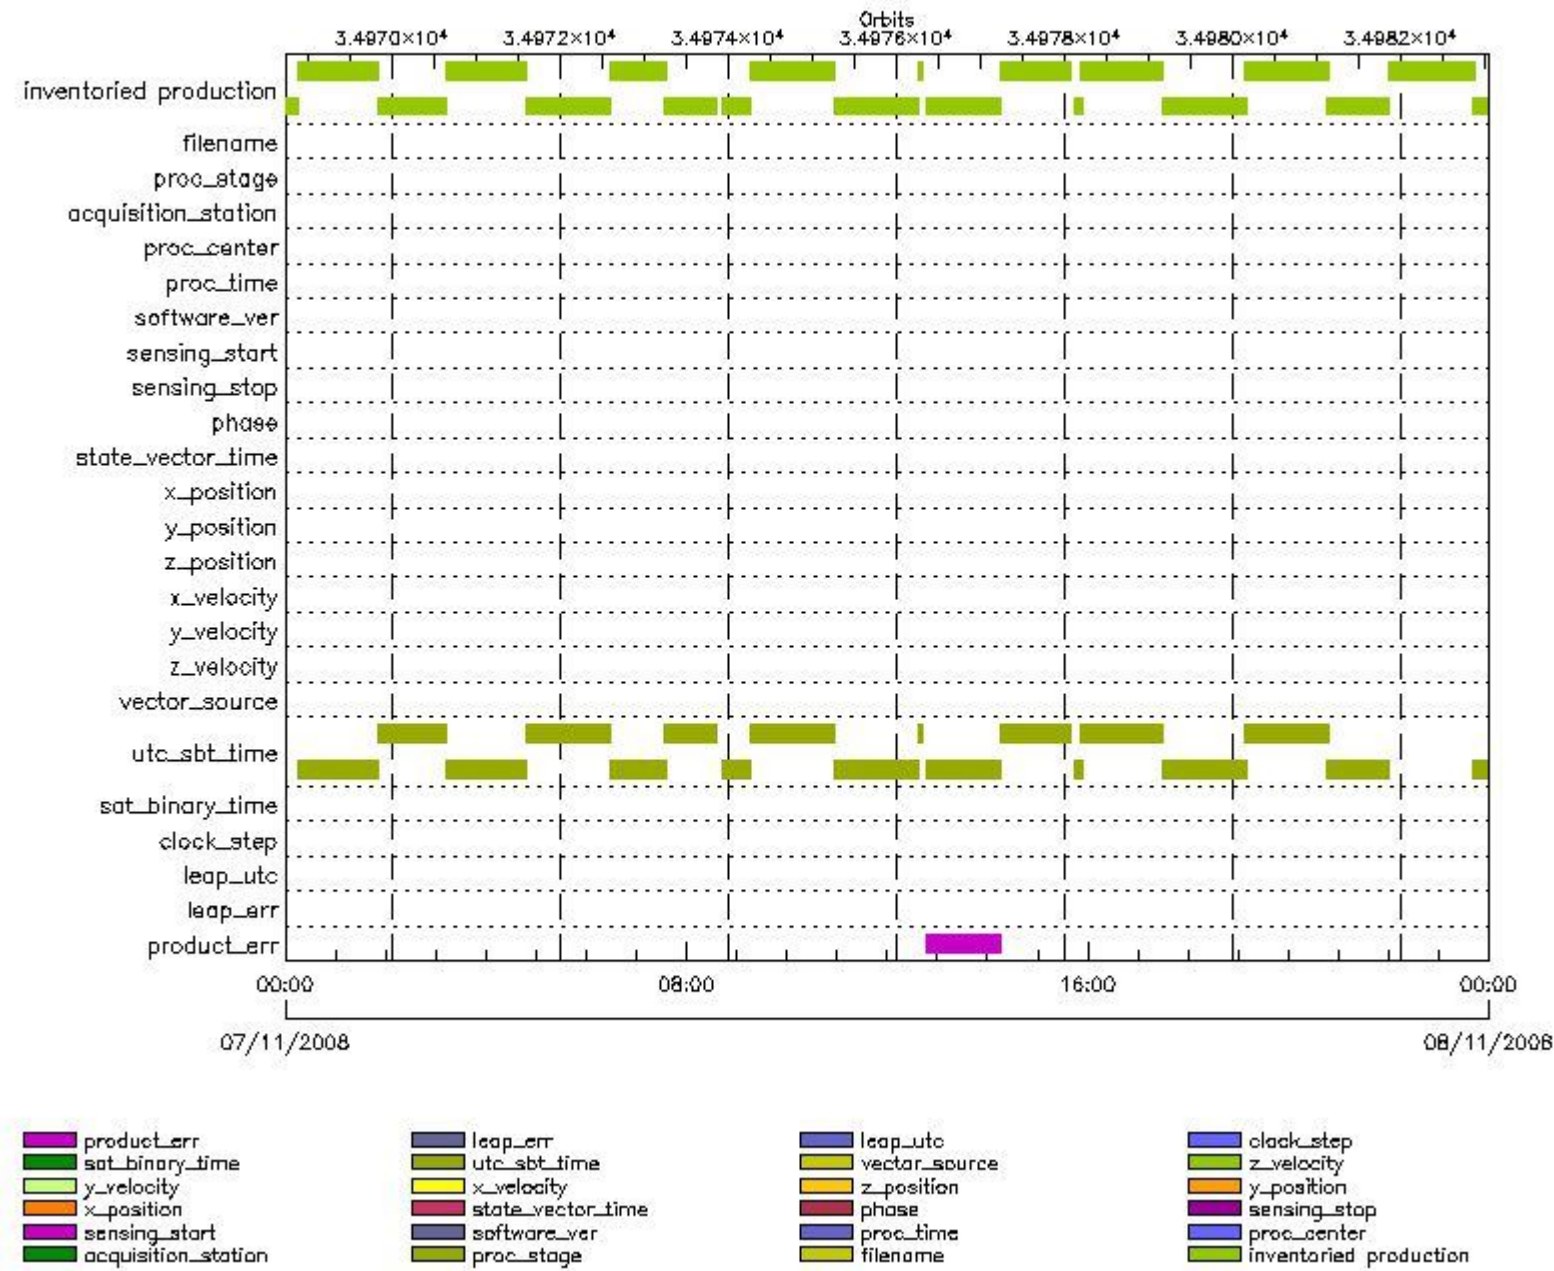 Orbits
3.4970×10⁴ 3.4972×10⁴ 3.4974×10⁴ 3.4976×10⁴ 3.4978×10⁴ 3.4980×10⁴ 3.4982×10⁴
inventoried production
filename
proc_stage
acquisition_station
proc_center
proc_time
software_ver
sensing_start
sensing_stop
phase
state_vector_time
x_position
y_position
z_position
x_velocity
y_velocity
z_velocity
vector_source
utc_sbt_time
sat_binary_time
clock_step
leap_utc
leap_err
product_err
00:00 08:00 16:00 00:00
07/11/2008 08/11/2008
product_err leap_err leap_utc clock_step
sat_binary_time utc_sbt_time vector_source z_velocity
y_velocity x_velocity z_position y_position
x_position state_vector_time phase sensing_stop
sensing_start software_ver proc_time proc_center
acquisition_station proc_stage filename inventoried production